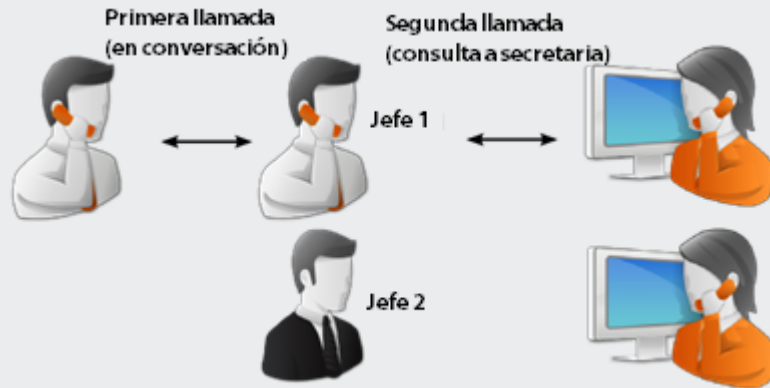 Primera llamada
(en conversación)
Segunda llamada
(consulta a secretaria)
Jefe 1
Jefe 2